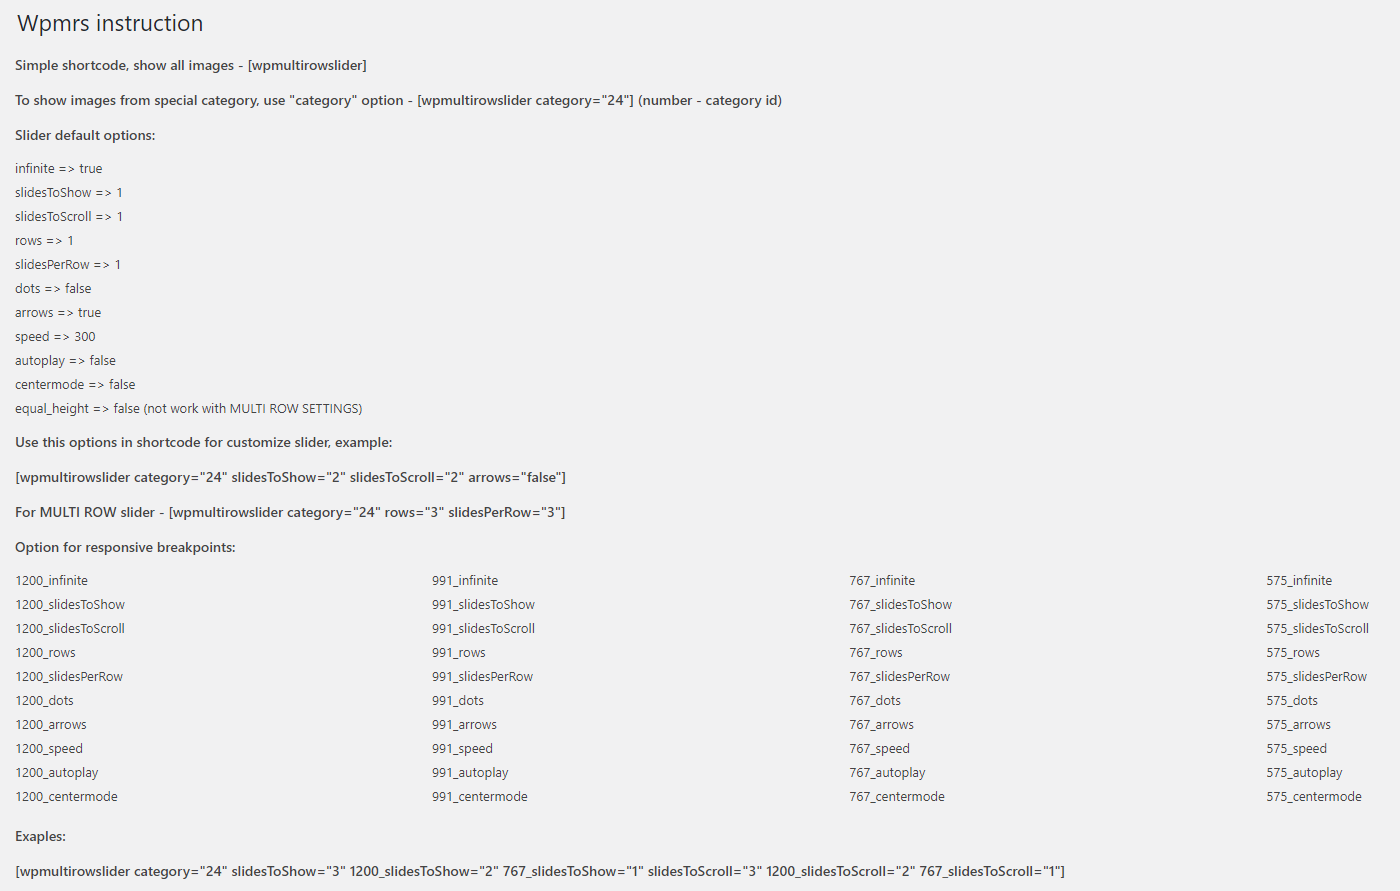 Wpmrs instruction
Simple shortcode, show all images - [wpmultirowslider]
To show images from special category, use "category" option - [wpmultirowslider category="24"] (number - category id)
Slider default options:
infinite => true
slidesToShow => 1
slidesToScroll => 1
rows => 1
slidesPerRow => 1
dots => false
arrows => true
speed => 300
autoplay => false
centermode => false
equal_height => false (not work with MULTI ROW SETTINGS)
Use this options in shortcode for customize slider, example:
[wpmultirowslider category="24" slidesToShow="2" slidesToScroll="2" arrows="false"]
For MULTI ROW slider - [wpmultirowslider category="24" rows="3" slidesPerRow="3"]
Option for responsive breakpoints:
1200_infinite 991_infinite 767_infinite 575_infinite
1200_slidesToShow 991_slidesToShow 767_slidesToShow 575_slidesToShow
1200_slidesToScroll 991_slidesToScroll 767_slidesToScroll 575_slidesToScroll
1200_rows 991_rows 767_rows 575_rows
1200_slidesPerRow 991_slidesPerRow 767_slidesPerRow 575_slidesPerRow
1200_dots 991_dots 767_dots 575_dots
1200_arrows 991_arrows 767_arrows 575_arrows
1200_speed 991_speed 767_speed 575_speed
1200_autoplay 991_autoplay 767_autoplay 575_autoplay
1200_centermode 991_centermode 767_centermode 575_centermode
Exaples:
[wpmultirowslider category="24" slidesToShow="3" 1200_slidesToShow="2" 767_slidesToShow="1" slidesToScroll="3" 1200_slidesToScroll="2" 767_slidesToScroll="1"]